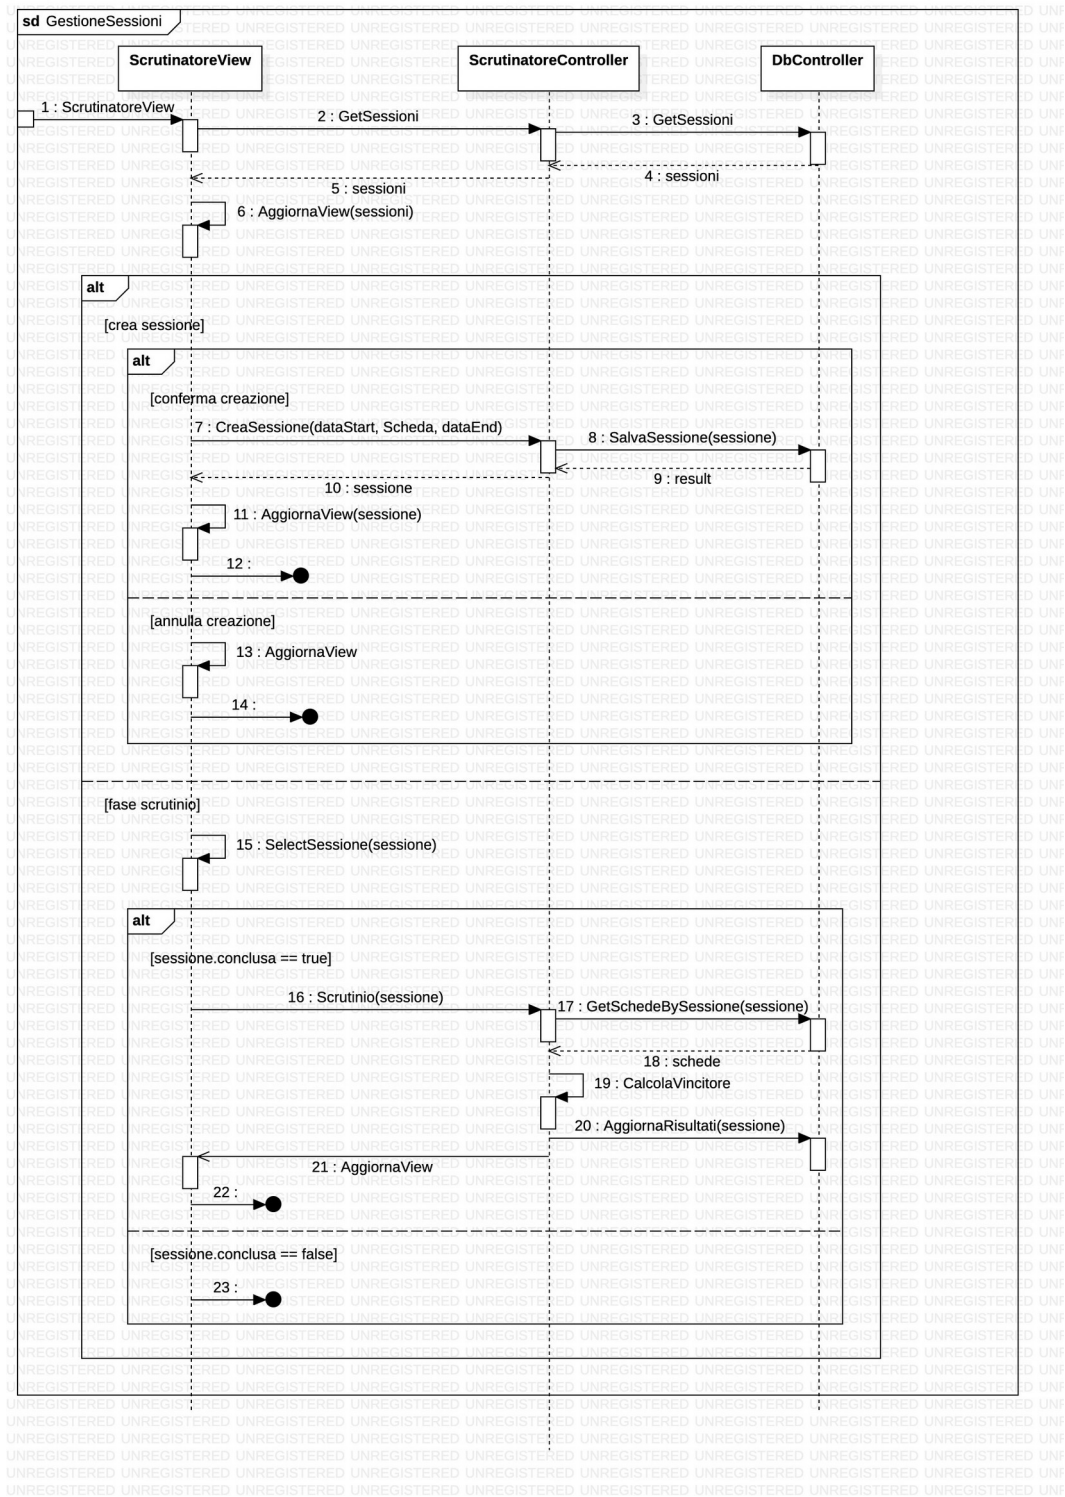 sd GestioneSessioni
ScrutinatoreView
ScrutinatoreController
DbController
1 : ScrutinatoreView
2 : GetSessioni
3 : GetSessioni
4 : sessioni
5 : sessioni
6 : AggiornaView(sessioni)
alt
[crea sessione]
alt
[conferma creazione]
7 : CreaSessione(dataStart, Scheda, dataEnd)
8 : SalvaSessione(sessione)
9 : result
10 : sessione
11 : AggiornaView(sessione)
12 :
[annulla creazione]
13 : AggiornaView
14 :
[fase scrutinio]
15 : SelectSessione(sessione)
alt
[sessione.conclusa == true]
16 : Scrutinio(sessione)
17 : GetSchedeBySessione(sessione)
18 : schede
19 : CalcolaVincitore
20 : AggiornaRisultati(sessione)
21 : AggiornaView
22 :
[sessione.conclusa == false]
23 :